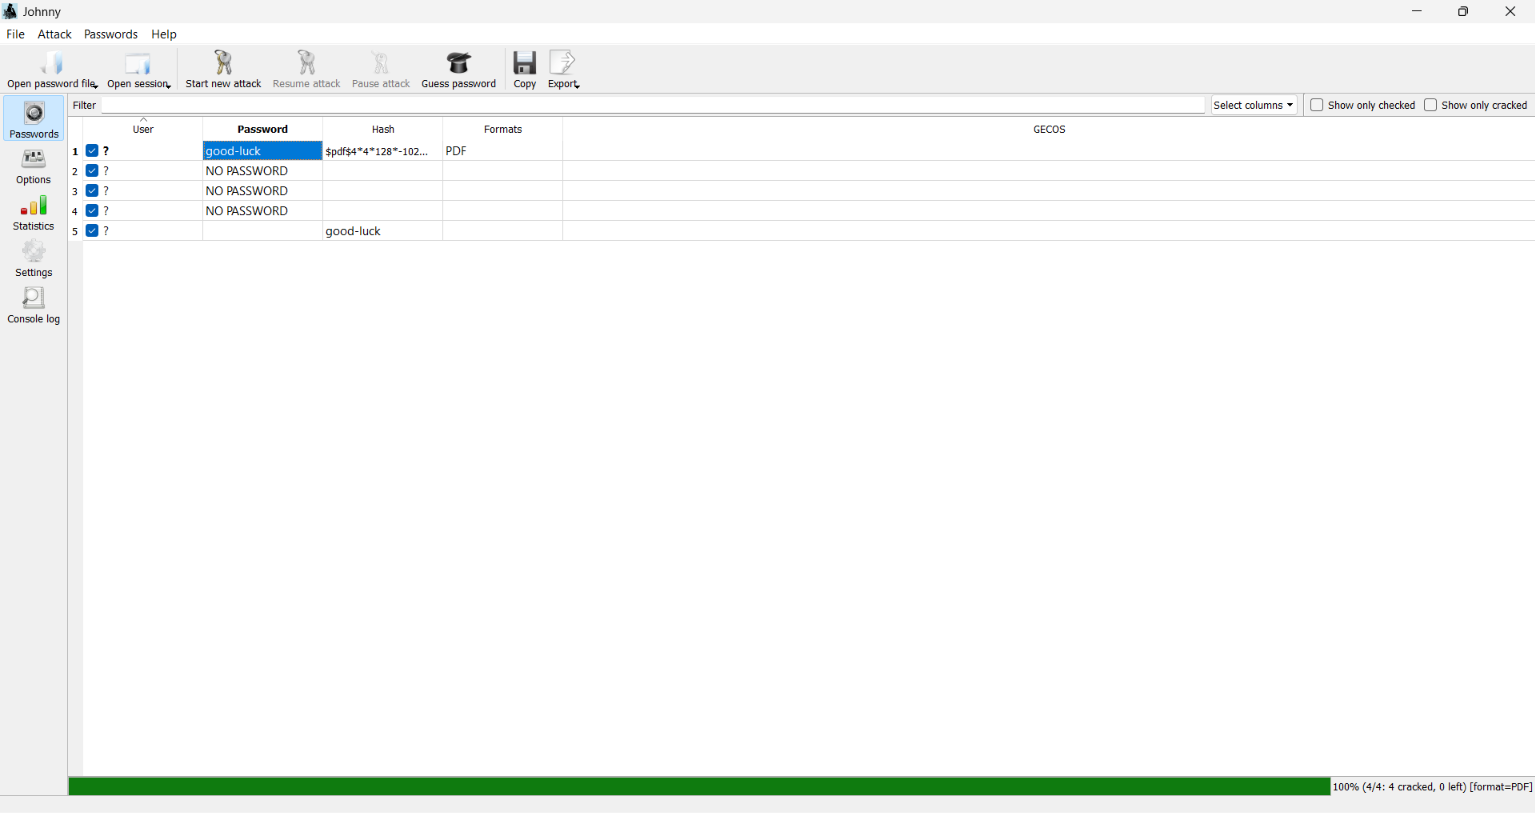 Johnny
File Attack Passwords Help
Open password file Open session Start new attack Resume attack Pause attack Guess password Copy Export
Passwords
Options
Statistics
Settings
Console log
Filter Select columns Show only checked Show only cracked
User Password Hash Formats GECOS
1 ? good-luck $pdf$4*4*128*-102... PDF
2 ? NO PASSWORD
3 ? NO PASSWORD
4 ? NO PASSWORD
5 ? good-luck
100% (4/4: 4 cracked, 0 left) [format=PDF]